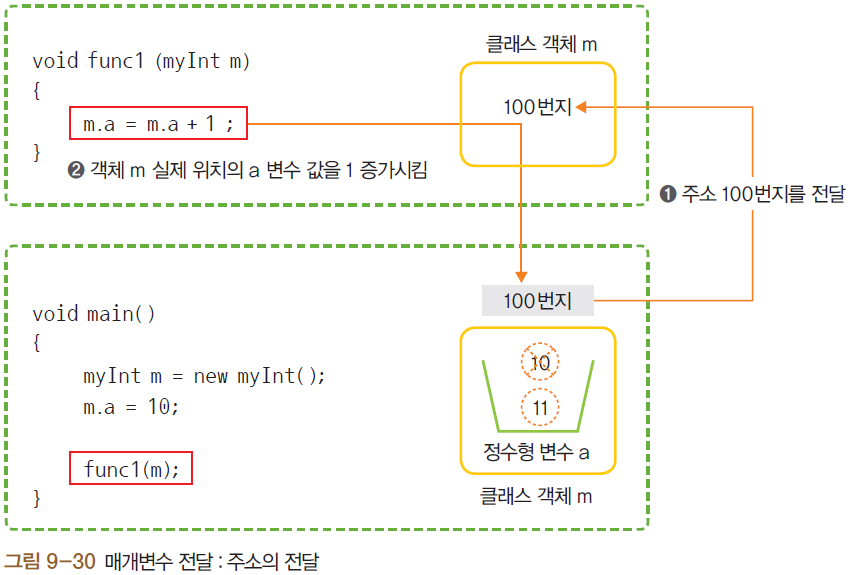 클래스 객체 m
void func1 (myInt m)
{
100번지
m.a = m.a + 1 ;
}
❷ 객체 m 실제 위치의 a 변수 값을 1 증가시킴
❶ 주소 100번지를 전달
100번지
void main()
{
myInt m = new myInt();
m.a = 10;
func1(m);
}
10
11
정수형 변수 a
클래스 객체 m
그림 9-30 매개변수 전달 : 주소의 전달